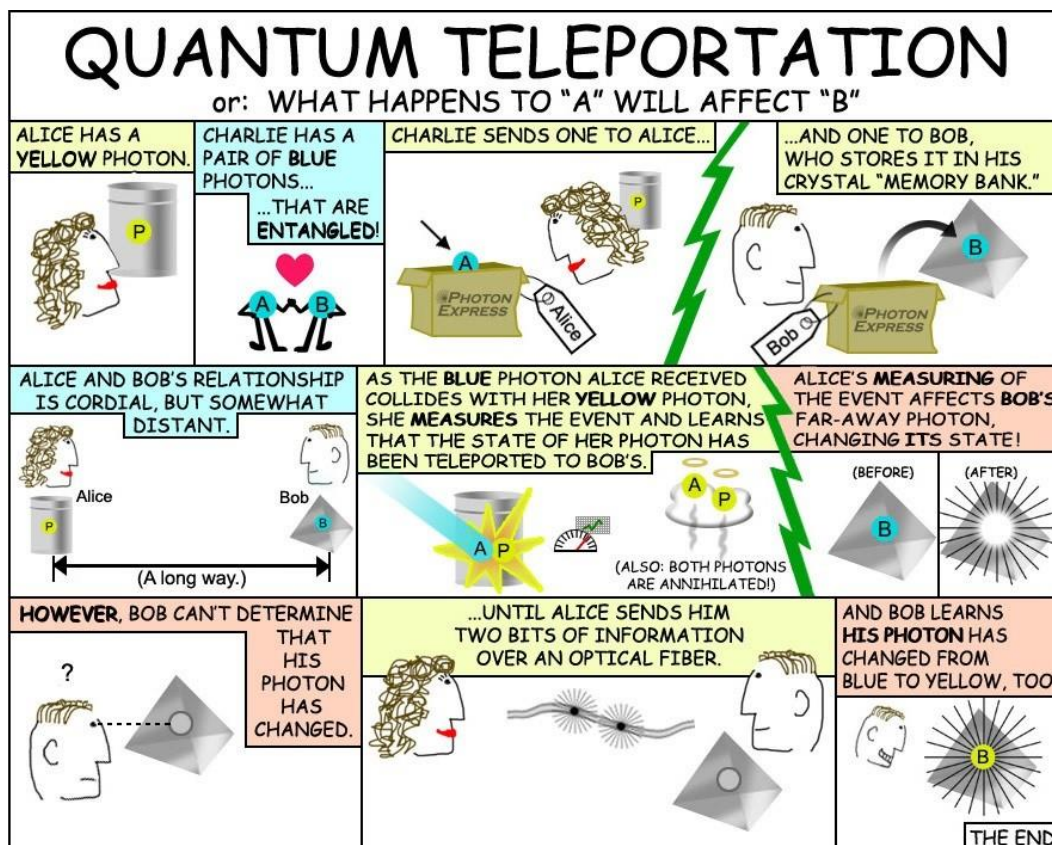 QUANTUM TELEPORTATION
or: WHAT HAPPENS TO "A" WILL AFFECT "B"
ALICE HAS A
YELLOW PHOTON.
P
CHARLIE HAS A
PAIR OF BLUE
PHOTONS...
...THAT ARE
ENTANGLED!
A
B
CHARLIE SENDS ONE TO ALICE...
P
A
PHOTON
EXPRESS
Alice
...AND ONE TO BOB,
WHO STORES IT IN HIS
CRYSTAL "MEMORY BANK."
B
PHOTON
EXPRESS
Bob
ALICE AND BOB'S RELATIONSHIP
IS CORDIAL, BUT SOMEWHAT
DISTANT.
Alice
Bob
P
B
(A long way.)
AS THE BLUE PHOTON ALICE RECEIVED
COLLIDES WITH HER YELLOW PHOTON,
SHE MEASURES THE EVENT AND LEARNS
THAT THE STATE OF HER PHOTON HAS
BEEN TELEPORTED TO BOB'S.
A P
A
P
(ALSO: BOTH PHOTONS
ARE ANNIHILATED!)
ALICE'S MEASURING OF
THE EVENT AFFECTS BOB'S
FAR-AWAY PHOTON,
CHANGING ITS STATE!
(BEFORE)
(AFTER)
B
HOWEVER, BOB CAN'T DETERMINE
THAT
HIS
PHOTON
HAS
CHANGED.
?
...UNTIL ALICE SENDS HIM
TWO BITS OF INFORMATION
OVER AN OPTICAL FIBER.
AND BOB LEARNS
HIS PHOTON HAS
CHANGED FROM
BLUE TO YELLOW, TOO
B
THE END